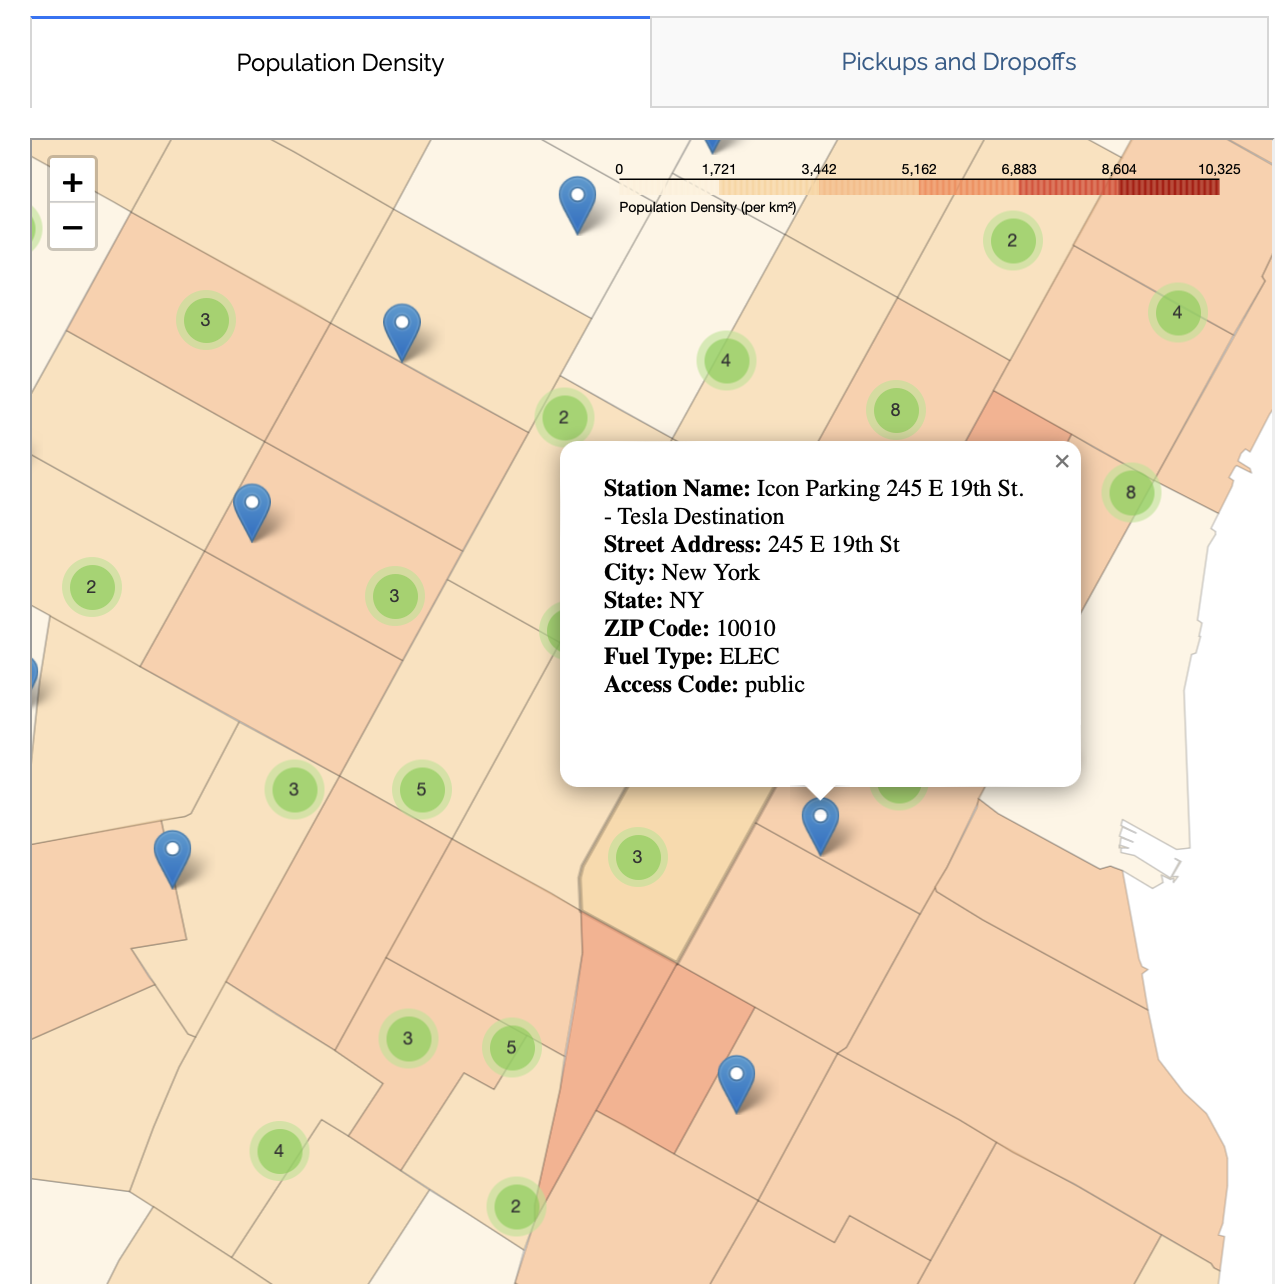 Population Density
Pickups and Dropoffs
+
−
0 1,721 3,442 5,162 6,883 8,604 10,325
Population Density (per km²)
2
3
4
4
2
8
8
2
3
Station Name: Icon Parking 245 E 19th St.
- Tesla Destination
Street Address: 245 E 19th St
City: New York
State: NY
ZIP Code: 10010
Fuel Type: ELEC
Access Code: public
×
3
5
3
3
5
4
2